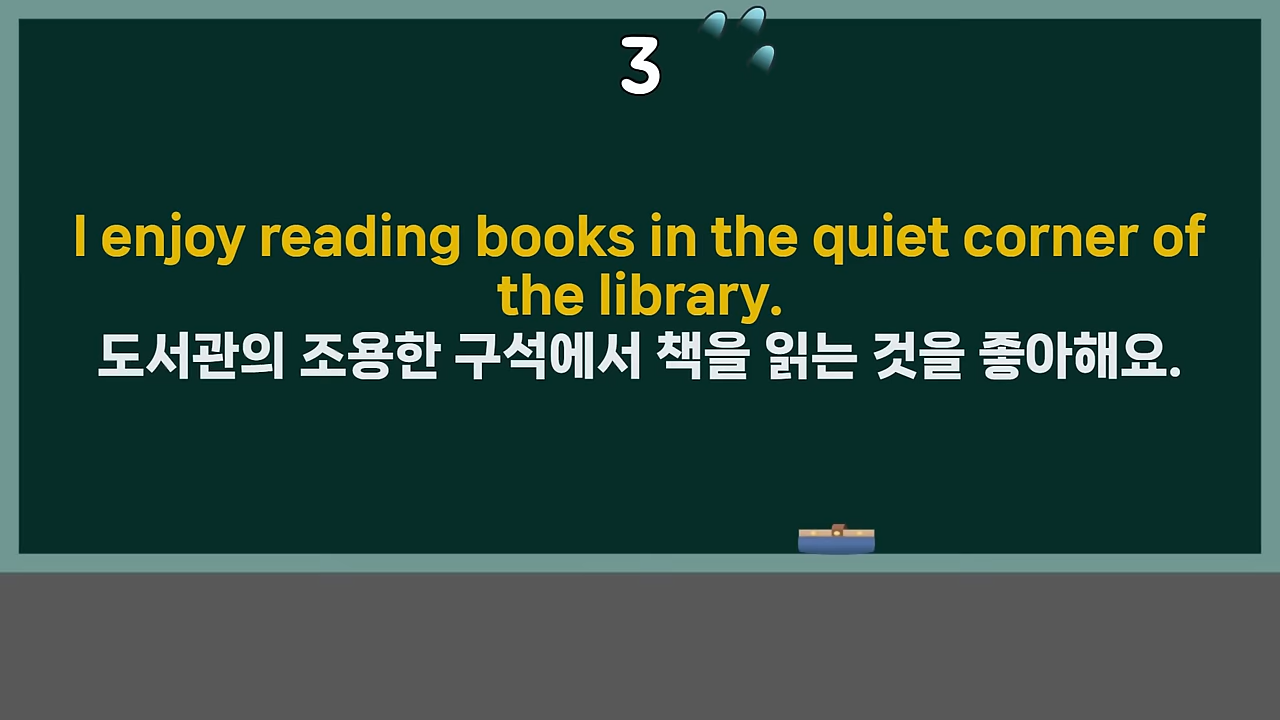 3
I enjoy reading books in the quiet corner of
the library.
도서관의 조용한 구석에서 책을 읽는 것을 좋아해요.